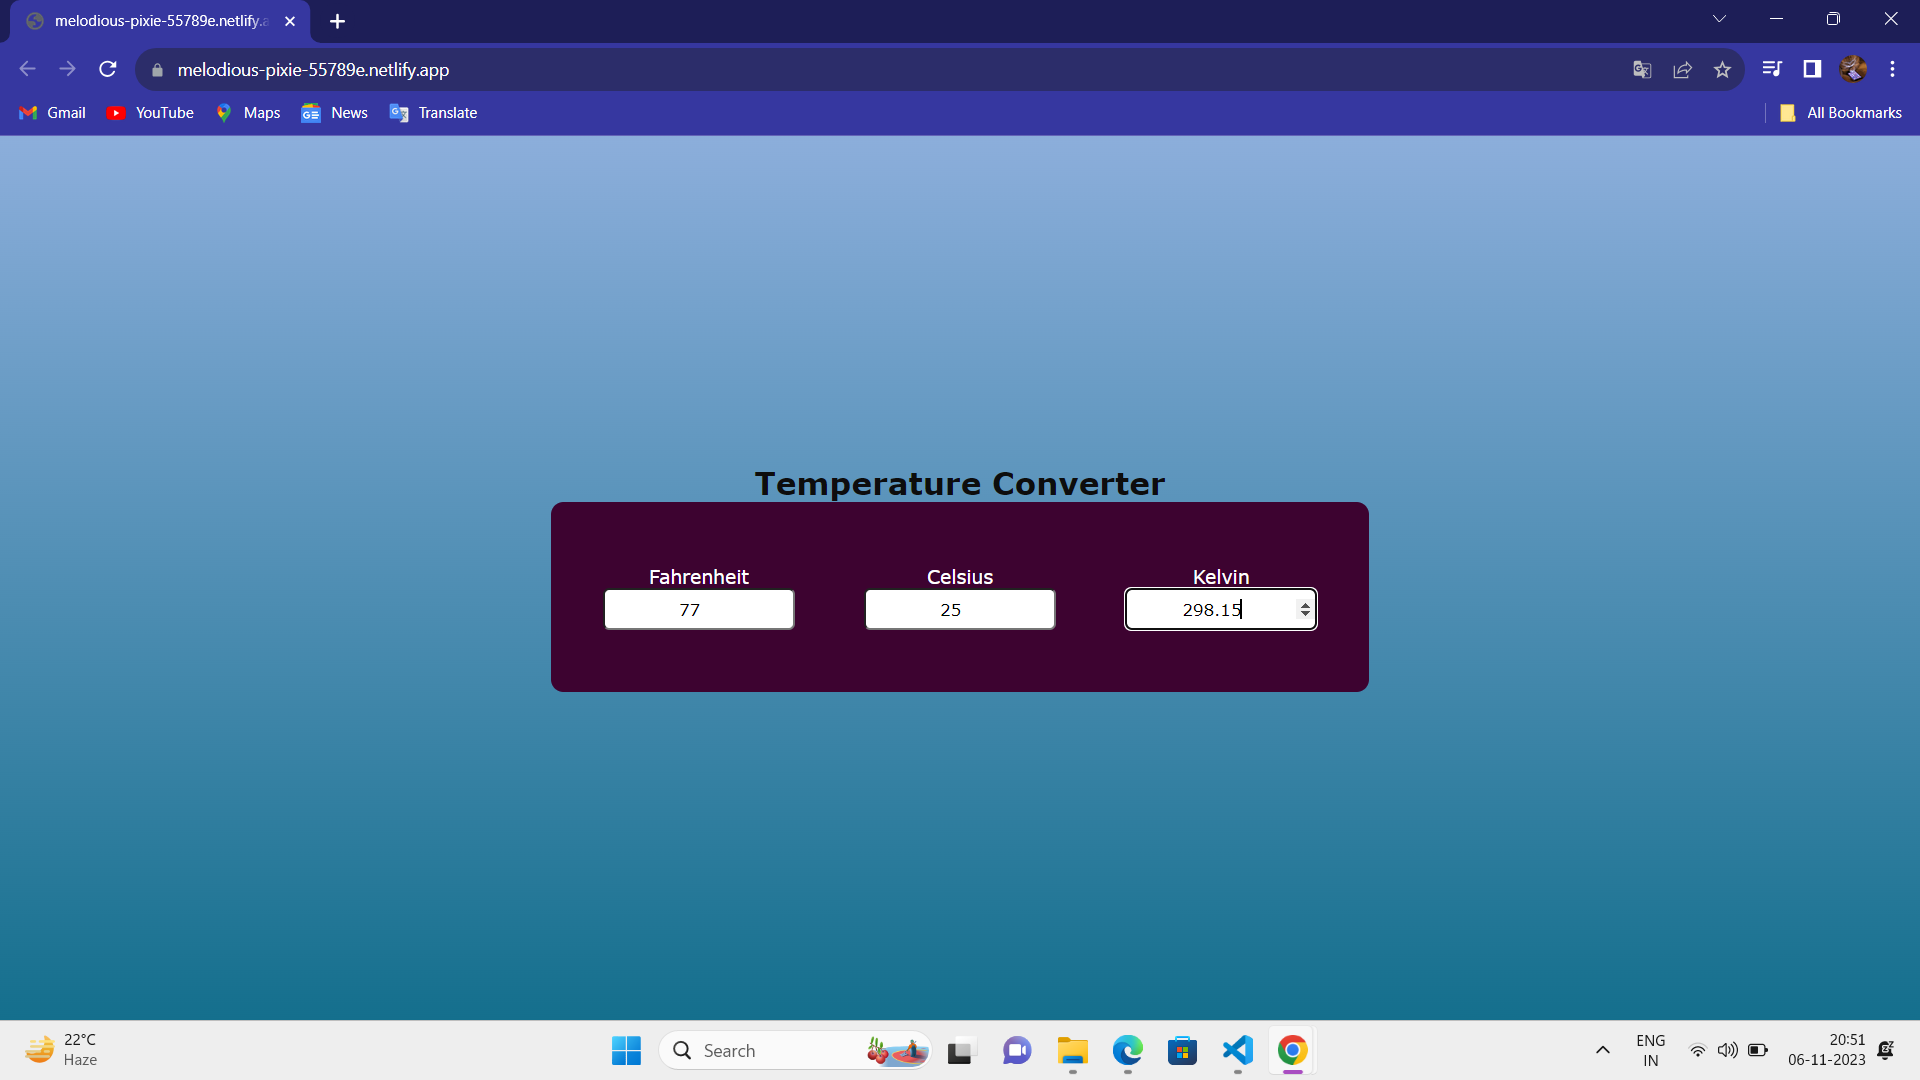 melodious-pixie-55789e.netlify.a
melodious-pixie-55789e.netlify.app
Gmail YouTube Maps News Translate All Bookmarks
Temperature Converter
Fahrenheit Celsius Kelvin
77 25 298.15
22°C
Haze
Search
ENG
IN
20:51
06-11-2023